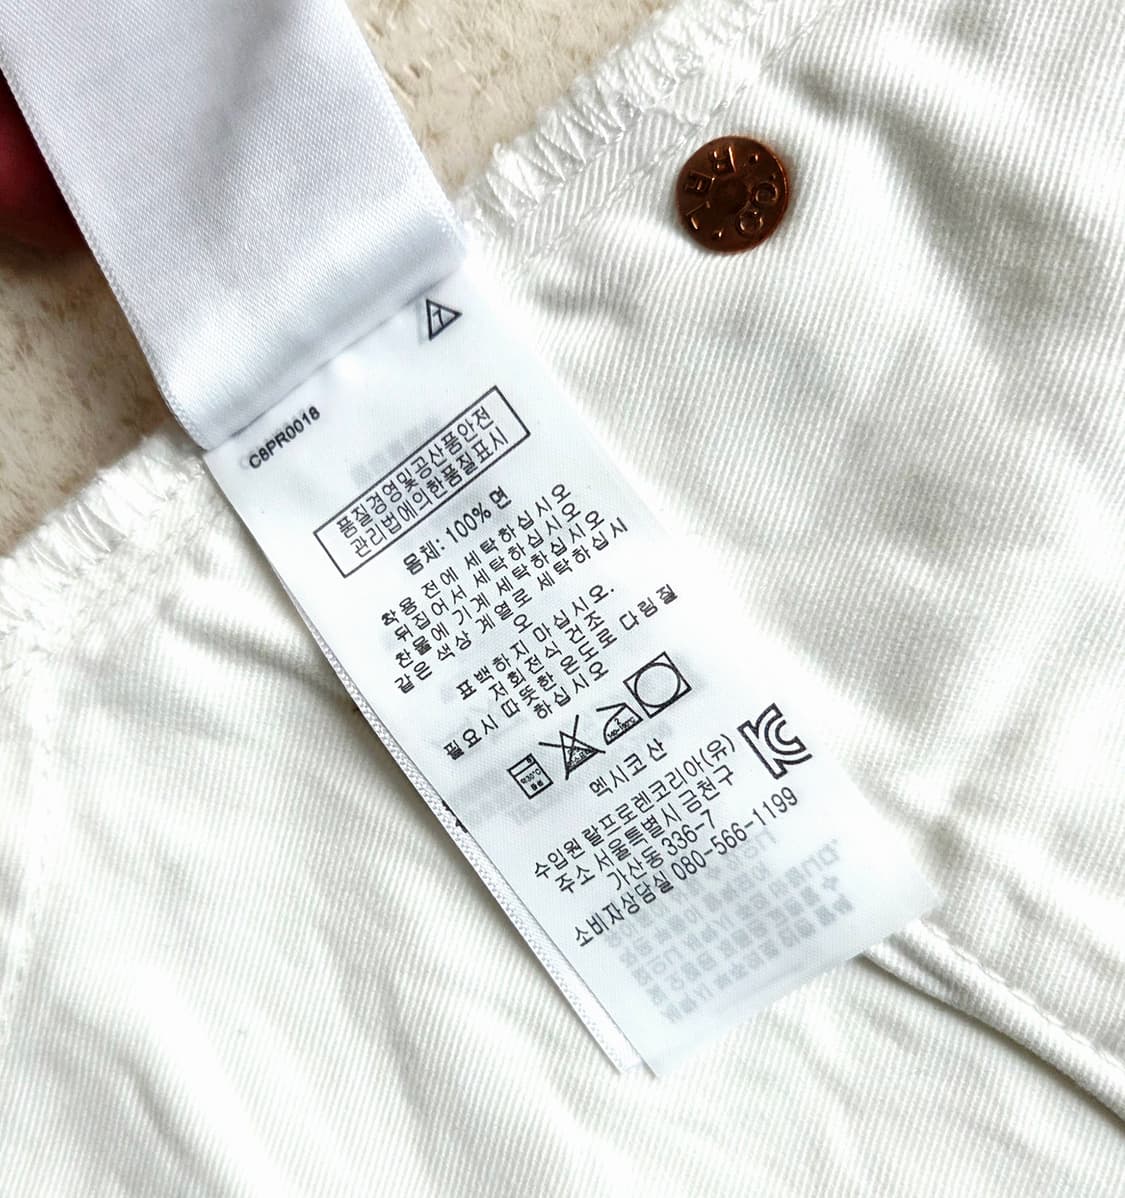 C8PR0018
품질경영및공산품안전
관리법에의한품질표시
몸체: 100% 면
착용 전에 세탁하십시오
뒤집어서 세탁하십시오
찬물에 기계 세탁하십시오
같은 색상 계열로 세탁하십시
오
표백하지 마십시오.
저회전식 건조
필요시 따뜻한 온도로 다림질
하십시오
멕시코산
수입원 랄프로렌코리아(유)
주소 서울특별시 금천구
가산동 336-7
소비자상담실 080-566-1199